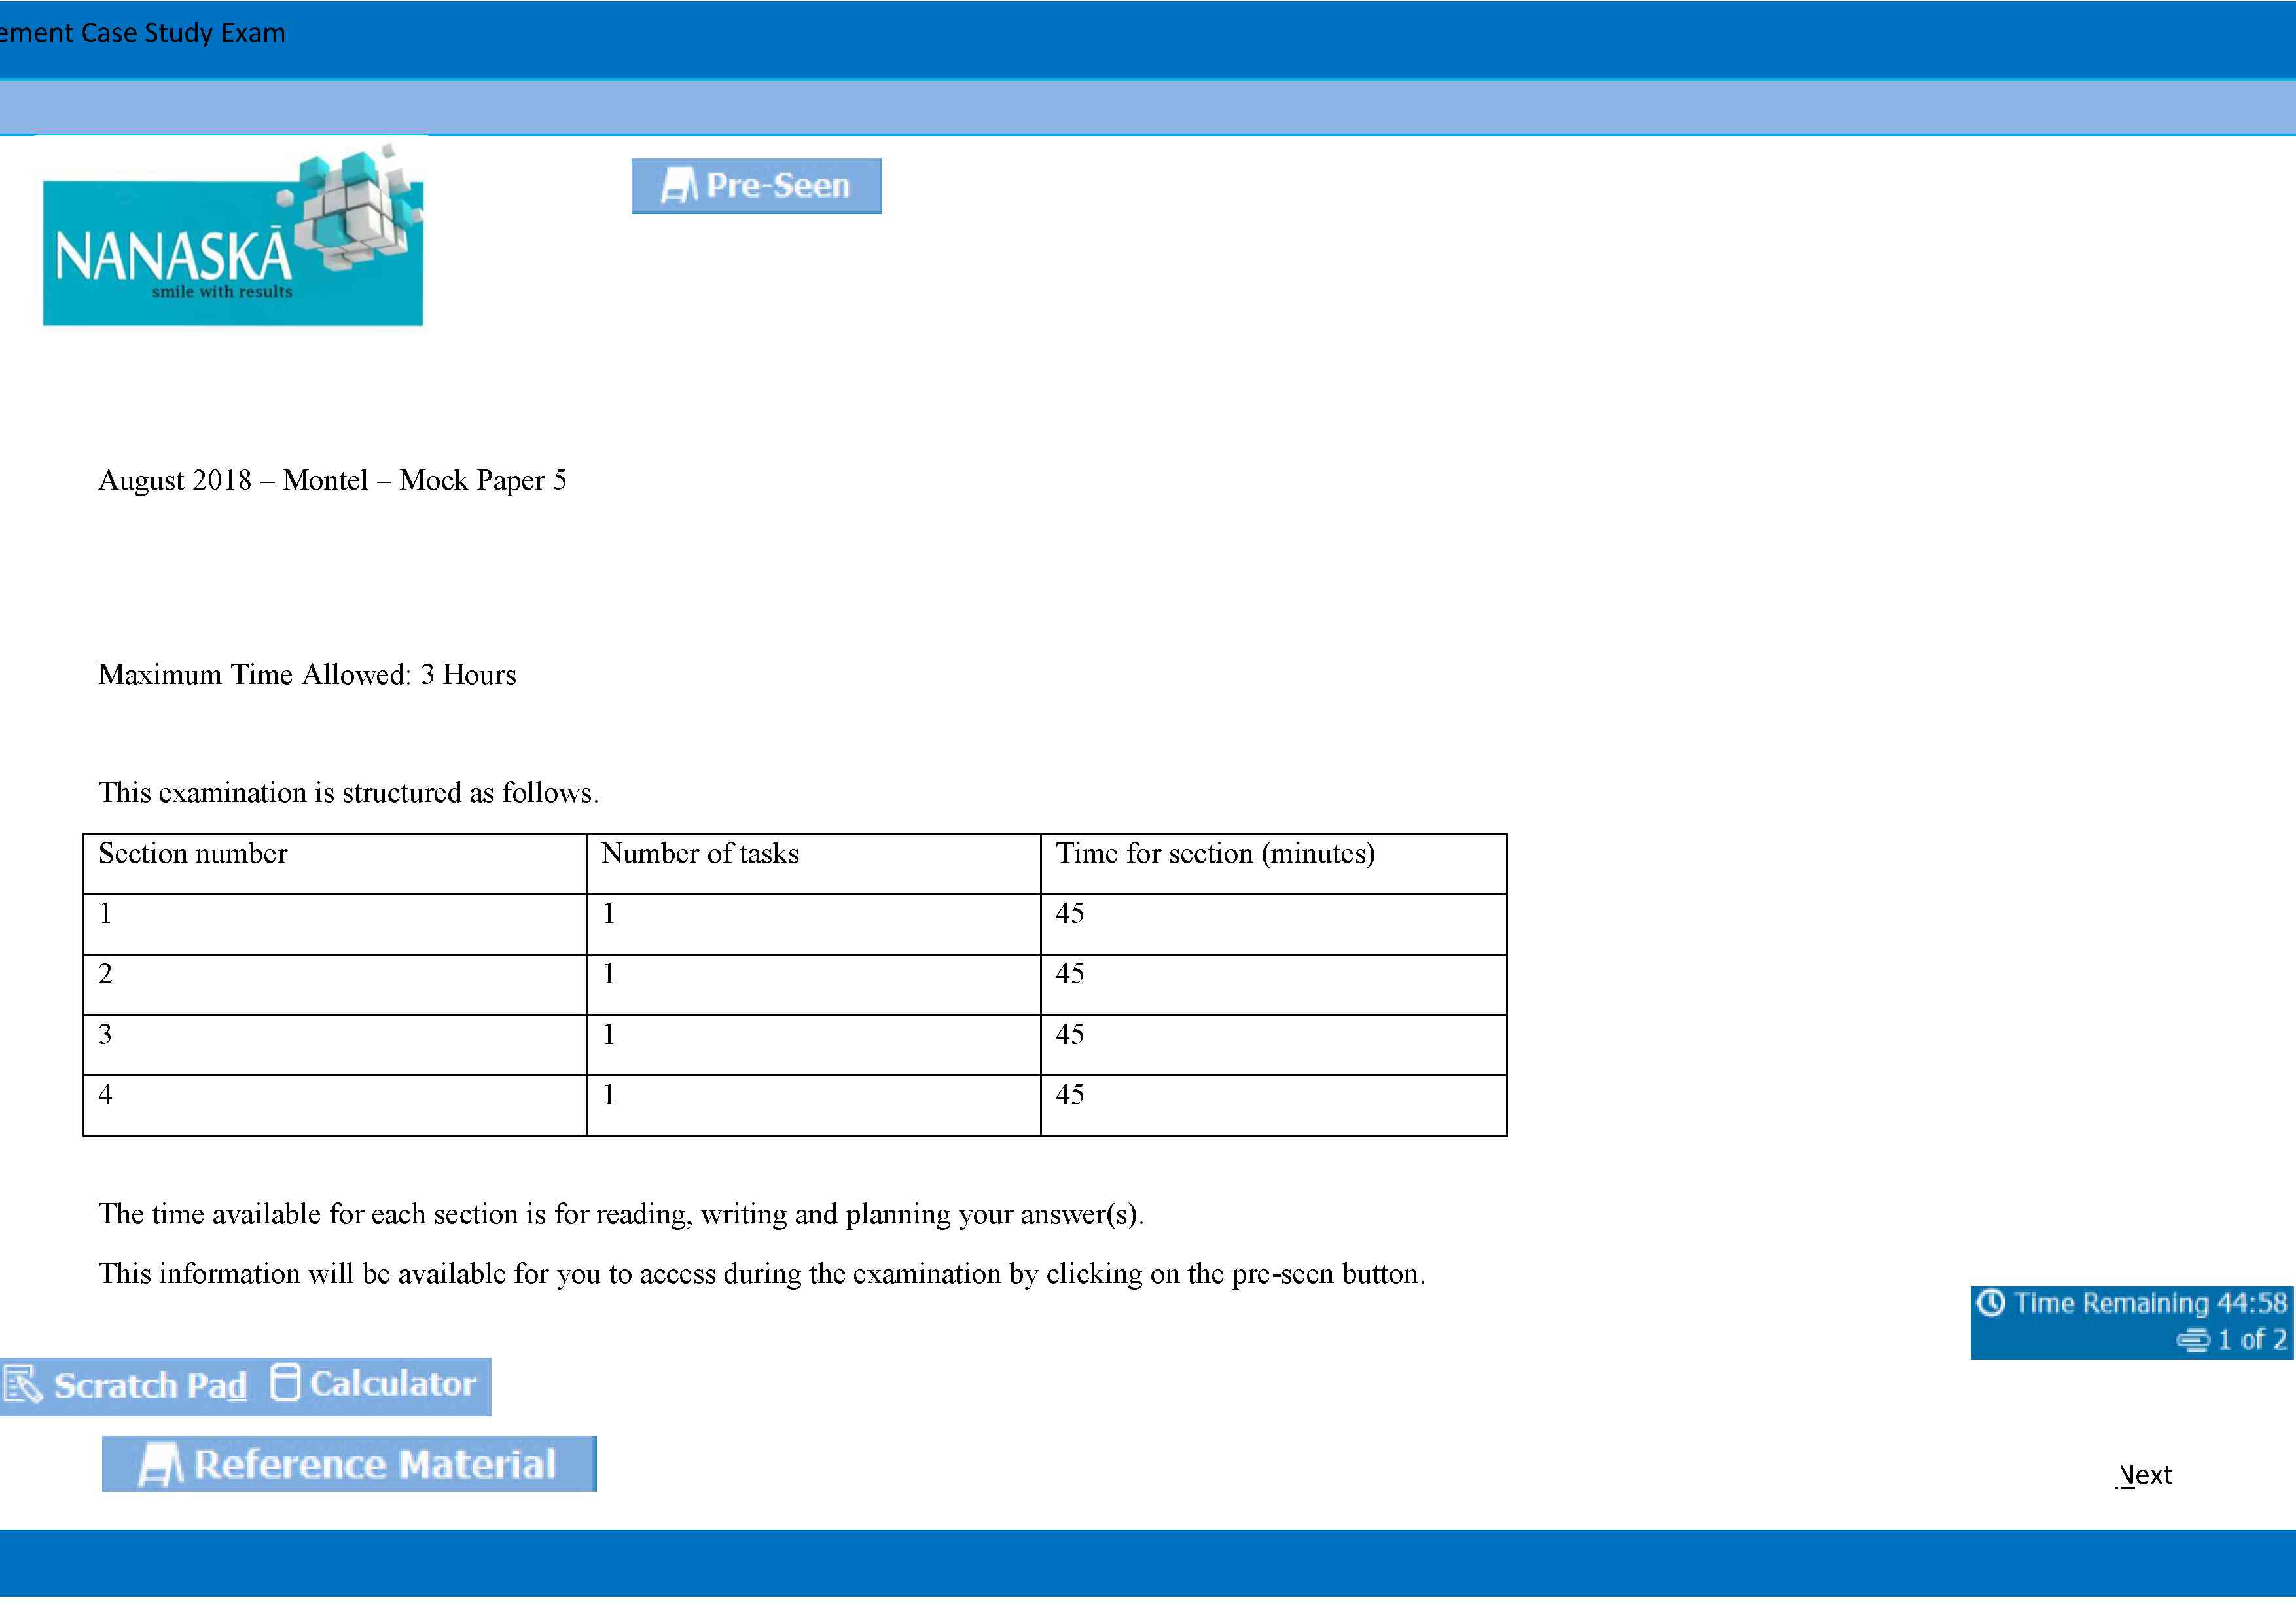 ement Case Study Exam
Pre-Seen
NANASKĀ
smile with results
August 2018 – Montel – Mock Paper 5
Maximum Time Allowed: 3 Hours
This examination is structured as follows.
Section number Number of tasks Time for section (minutes)
1 1 45
2 1 45
3 1 45
4 1 45
The time available for each section is for reading, writing and planning your answer(s).
This information will be available for you to access during the examination by clicking on the pre-seen button.
Time Remaining 44:58
1 of 2
Scratch Pad Calculator
Reference Material
Next